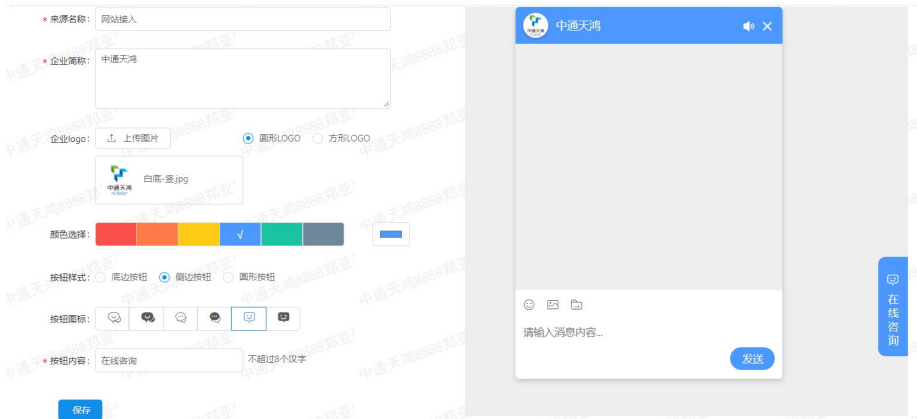 * 来源名称: 网站接入
* 企业简称: 中通天鸿
企业logo: 上传图片 圆形LOGO 方形LOGO
中通天鸿
白底-竖.jpg
颜色选择: √
按钮样式: 底边按钮 侧边按钮 圆形按钮
按钮图标:
* 按钮内容: 在线咨询 不超过8个汉字
保存
中通天鸿
请输入消息内容...
发送
在线咨询